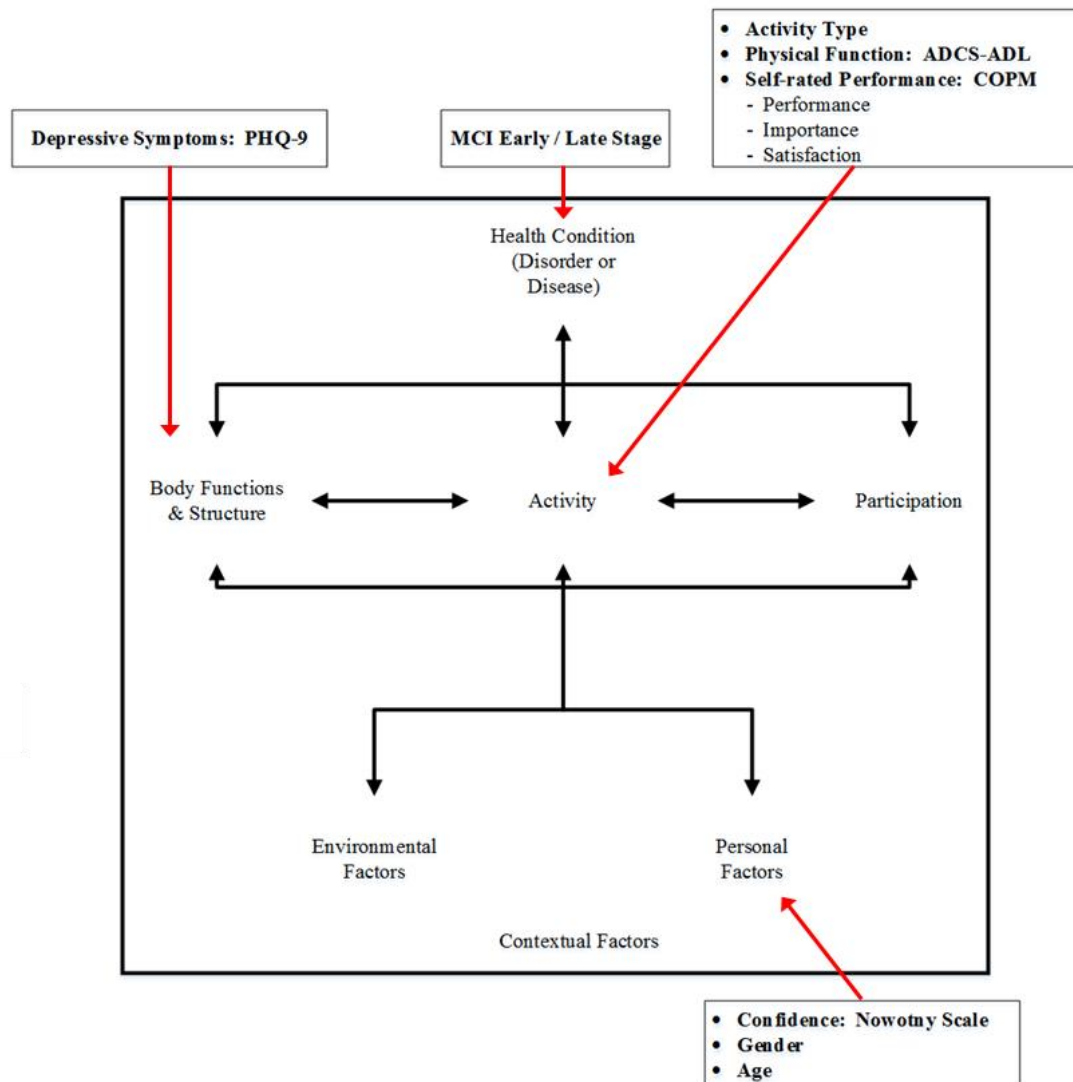 • Activity Type
• Physical Function: ADCS-ADL
• Self-rated Performance: COPM
- Performance
- Importance
- Satisfaction
Depressive Symptoms: PHQ-9
MCI Early / Late Stage
Health Condition
(Disorder or
Disease)
Body Functions
& Structure
Activity
Participation
Environmental
Factors
Personal
Factors
Contextual Factors
• Confidence: Nowotny Scale
• Gender
• Age